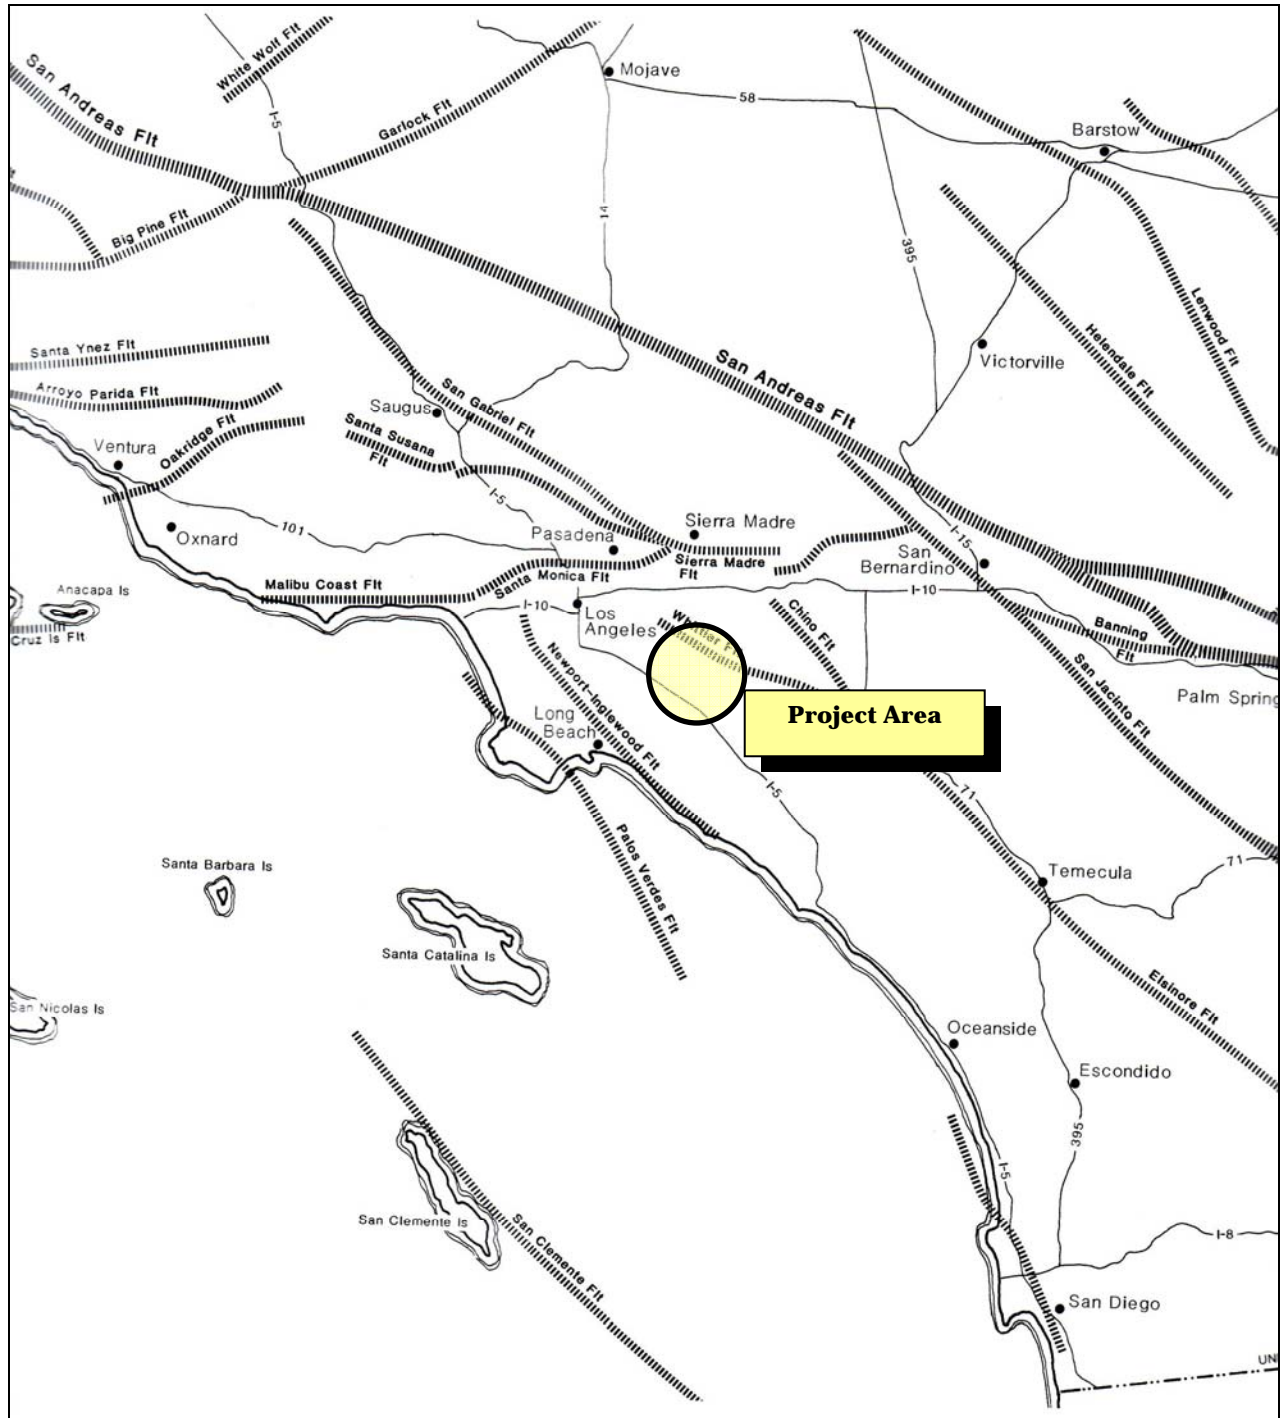 White Wolf Flt
San Andreas Flt
I-5
Garlock Flt
Mojave
58
Barstow
14
395
Big Pine Flt
Lenwood Flt
Helendale Flt
Victorville
Santa Ynez Flt
Arroyo Parida Flt
San Andreas Flt
San Gabriel Flt
Saugus
Santa Susana
Flt
Oakridge Flt
Ventura
I-5
101
Oxnard
Pasadena
Sierra Madre
I-15
San
Bernardino
Sierra Madre
Flt
Santa Monica Flt
Malibu Coast Flt
Anacapa Is
Cruz Is Flt
I-10
I-10
Los
Angeles
Chino Flt
Banning
Flt
San Jacinto Flt
Palm Spring
Newport-Inglewood Flt
Long
Beach
Project Area
I-5
71
Palos Verdes Flt
Santa Barbara Is
Temecula
71
Santa Catalina Is
Elsinore Flt
San Nicolas Is
Oceanside
Escondido
395
I-5
San Clemente Is
San Clemente Flt
I-8
San Diego